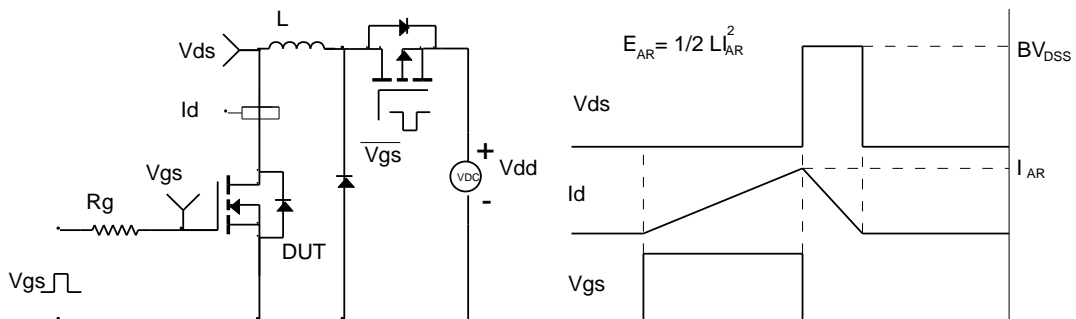 L
Vds
Id
Vgs
Rg
DUT
Vgs
Vgs
+
VDC
-
Vdd
E_AR = 1/2 LI_AR^2
Vds
BV_DSS
Id
I_AR
Vgs